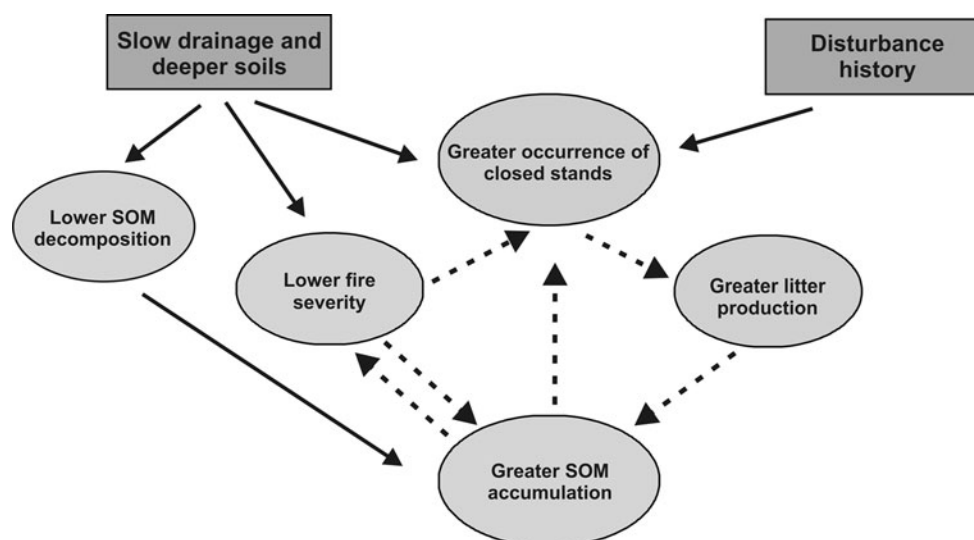 Slow drainage and
deeper soils
Disturbance
history
Greater occurrence of
closed stands
Lower SOM
decomposition
Lower fire
severity
Greater litter
production
Greater SOM
accumulation